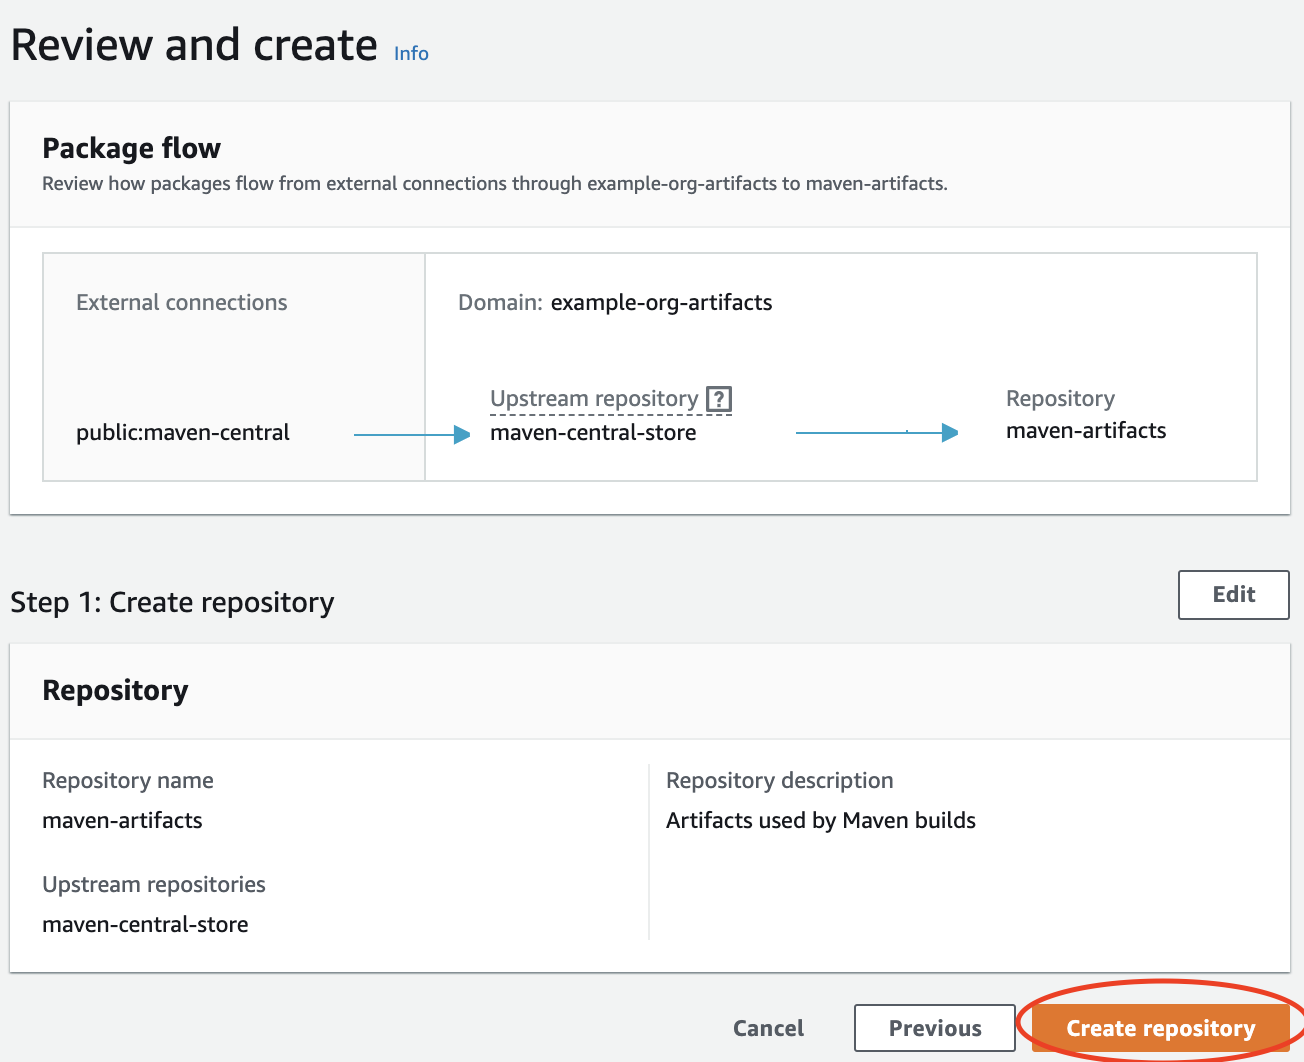 Review and create Info
Package flow
Review how packages flow from external connections through example-org-artifacts to maven-artifacts.
External connections
Domain: example-org-artifacts
public:maven-central
Upstream repository ?
maven-central-store
Repository
maven-artifacts
Step 1: Create repository
Edit
Repository
Repository name
maven-artifacts
Repository description
Artifacts used by Maven builds
Upstream repositories
maven-central-store
Cancel
Previous
Create repository